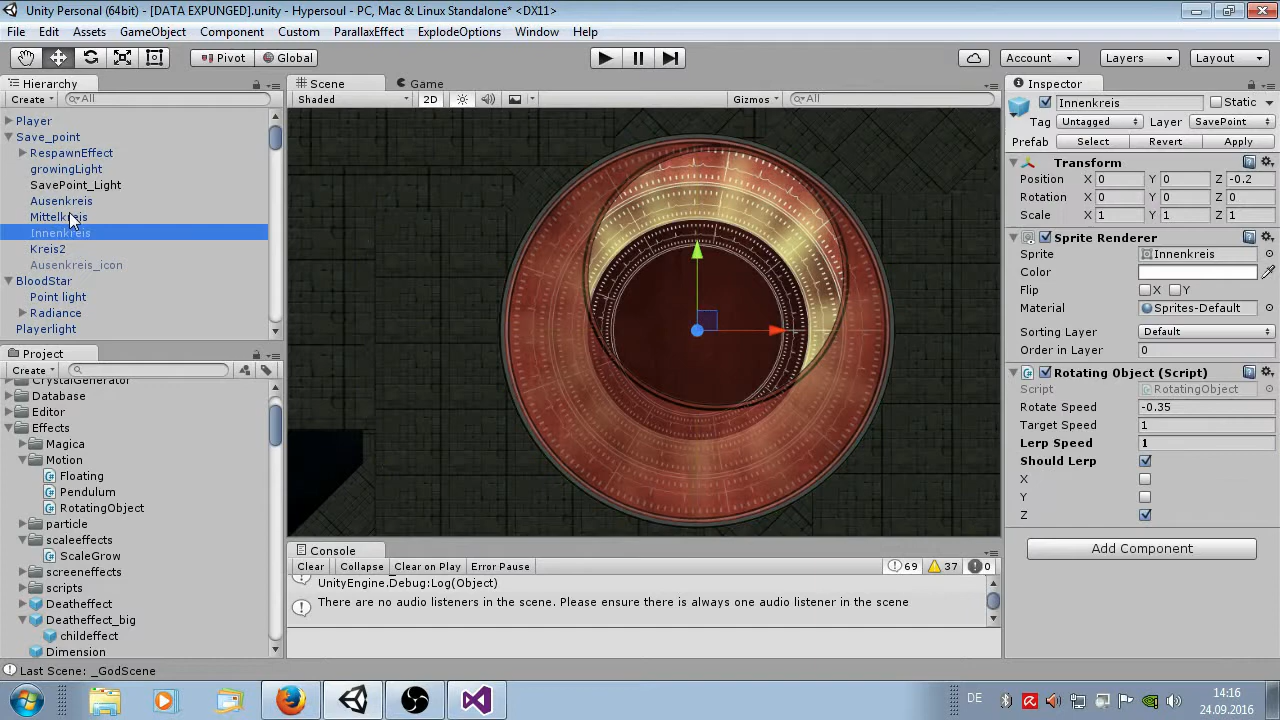 Unity Personal (64bit) - [DATA EXPUNGED].unity - Hypersoul - PC, Mac & Linux Standalone* <DX11>
File Edit Assets GameObject Component Custom ParallaxEffect ExplodeOptions Window Help
Pivot Global Account Layers Layout
Hierarchy
Create All
Player
Save_point
RespawnEffect
growingLight
SavePoint_Light
Ausenkreis
Mittelkreis
Innenkreis
Kreis2
Ausenkreis_icon
BloodStar
Point light
Radiance
Playerlight
Project
Create
CrystalGenerator
Database
Editor
Effects
Magica
Motion
Floating
Pendulum
RotatingObject
particle
scaleeffects
ScaleGrow
screeneffects
scripts
Deatheffect
Deatheffect_big
childeffect
Dimension
Scene Game
Shaded 2D Gizmos All
Console
Clear Collapse Clear on Play Error Pause 69 37 0
UnityEngine.Debug:Log(Object)
There are no audio listeners in the scene. Please ensure there is always one audio listener in the scene
Inspector
Innenkreis Static
Tag Untagged Layer SavePoint
Prefab Select Revert Apply
Transform
Position X 0 Y 0 Z -0.2
Rotation X 0 Y 0 Z 0
Scale X 1 Y 1 Z 1
Sprite Renderer
Sprite Innenkreis
Color
Flip X Y
Material Sprites-Default
Sorting Layer Default
Order in Layer 0
Rotating Object (Script)
Script RotatingObject
Rotate Speed -0.35
Target Speed 1
Lerp Speed 1
Should Lerp
X
Y
Z
Add Component
Last Scene: _GodScene
DE 14:16
24.09.2016